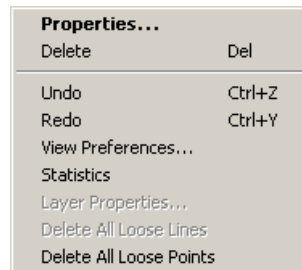 Properties...
Delete Del
Undo Ctrl+Z
Redo Ctrl+Y
View Preferences...
Statistics
Layer Properties...
Delete All Loose Lines
Delete All Loose Points